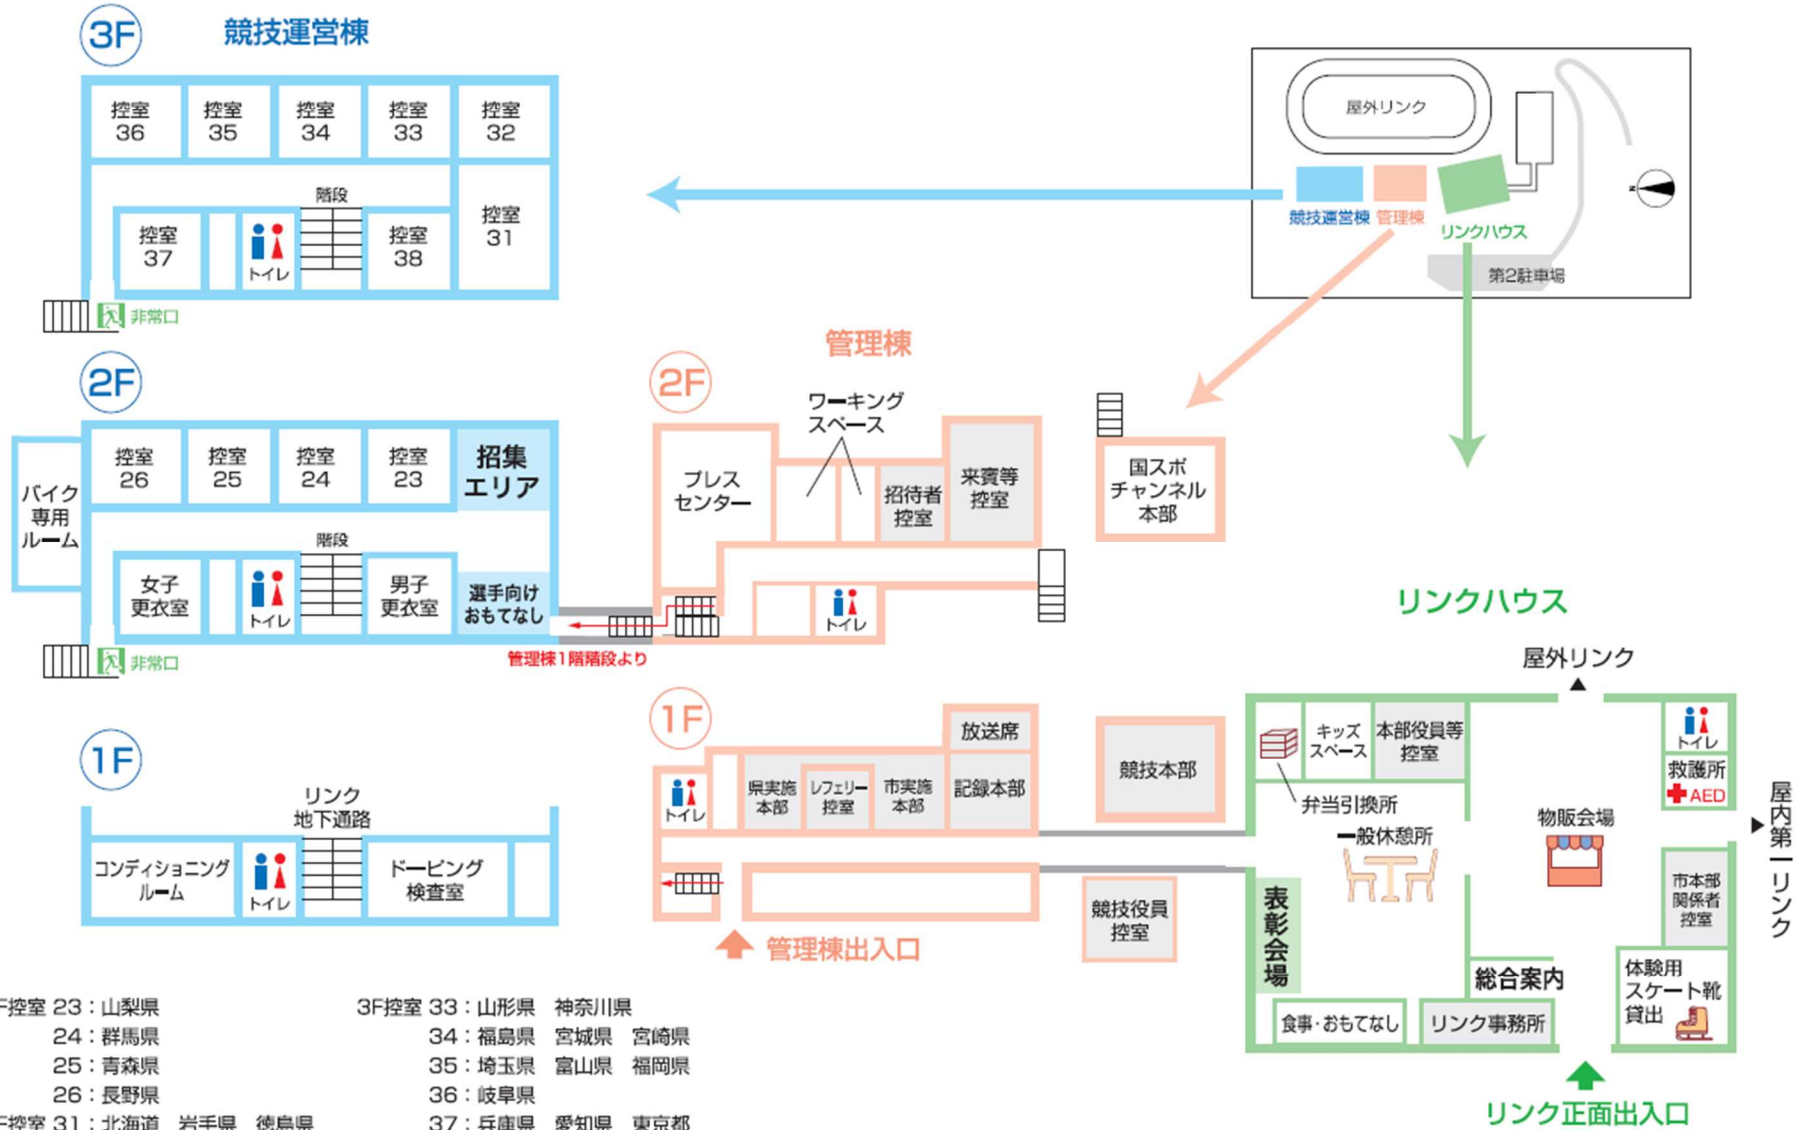 3F
競技運営棟
控室
36
控室
35
控室
34
控室
33
控室
32
階段
控室
37
トイレ
控室
38
控室
31
非常口
屋外リンク
競技運営棟
管理棟
リンクハウス
第2駐車場
N
2F
バイク
専用
ルーム
控室
26
控室
25
控室
24
控室
23
招集
エリア
階段
女子
更衣室
トイレ
男子
更衣室
選手向け
おもてなし
非常口
管理棟1階階段より
管理棟
2F
ワーキング
スペース
プレス
センター
招待者
控室
来賓等
控室
トイレ
国スポ
チャンネル
本部
1F
リンク
地下通路
コンディショニング
ルーム
トイレ
ドーピング
検査室
1F
放送席
トイレ
県実施
本部
レフェリー
控室
市実施
本部
記録本部
競技本部
競技役員
控室
管理棟出入口
リンクハウス
屋外リンク
キッズ
スペース
本部役員等
控室
トイレ
救護所
AED
弁当引換所
一般休憩所
物販会場
屋内第一リンク
表彰会場
市本部
関係者
控室
総合案内
体験用
スケート靴
貸出
食事・おもてなし
リンク事務所
リンク正面出入口
F控室 23：山梨県
24：群馬県
25：青森県
26：長野県
F控室 31：北海道 岩手県 徳島県
3F控室 33：山形県 神奈川県
34：福島県 宮城県 宮崎県
35：埼玉県 富山県 福岡県
36：岐阜県
37：兵庫県 愛知県 東京都